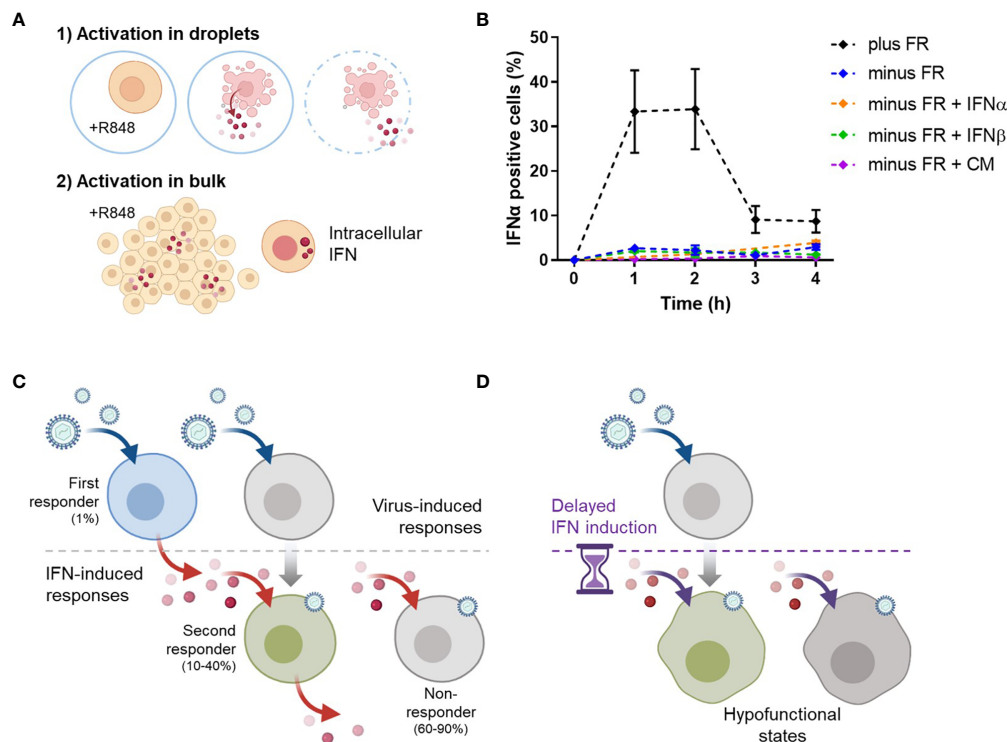 A
1) Activation in droplets
+R848
2) Activation in bulk
+R848
Intracellular
IFN
B
IFNα positive cells (%)
50
40
30
20
10
0
0 1 2 3 4
Time (h)
plus FR
minus FR
minus FR + IFNα
minus FR + IFNβ
minus FR + CM
C
First
responder
(1%)
Virus-induced
responses
IFN-induced
responses
Second
responder
(10-40%)
Non-
responder
(60-90%)
D
Delayed
IFN induction
Hypofunctional
states